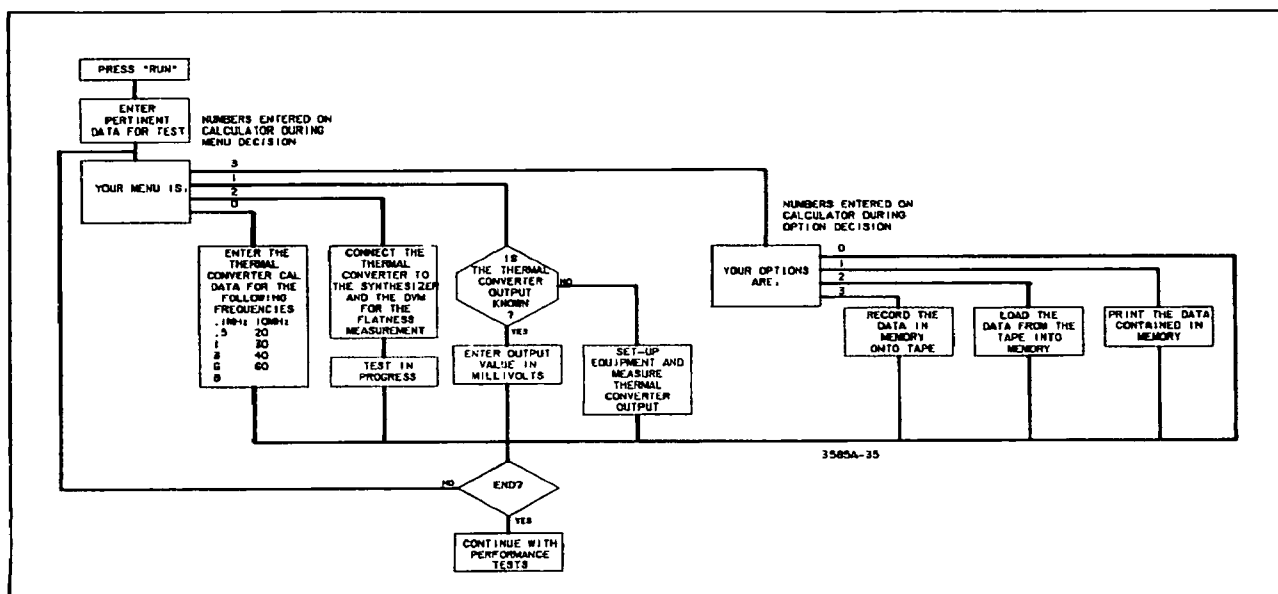 PRESS "RUN"
ENTER
PERTINENT
DATA FOR TEST
NUMBERS ENTERED ON
CALCULATOR DURING
MENU DECISION
YOUR MENU IS,
3
1
2
0
ENTER THE
THERMAL
CONVERTER CAL
DATA FOR THE
FOLLOWING
FREQUENCIES
.1MHz 10MHz
.5 20
1 30
3 40
6 60
8
CONNECT THE
THERMAL
CONVERTER TO
THE SYNTHESIZER
AND THE DVM
FOR THE
FLATNESS
MEASUREMENT
TEST IN
PROGRESS
IS
THE THERMAL
CONVERTER
OUTPUT
KNOWN
?
NO
YES
ENTER OUTPUT
VALUE IN
MILLIVOLTS
SET-UP
EQUIPMENT AND
MEASURE
THERMAL
CONVERTER
OUTPUT
NUMBERS ENTERED ON
CALCULATOR DURING
OPTION DECISION
YOUR OPTIONS
ARE,
0
1
2
3
RECORD THE
DATA IN
MEMORY
ONTO TAPE
LOAD THE
DATA FROM THE
TAPE INTO
MEMORY
PRINT THE DATA
CONTAINED IN
MEMORY
3585A-35
NO
END?
YES
CONTINUE WITH
PERFORMANCE
TESTS